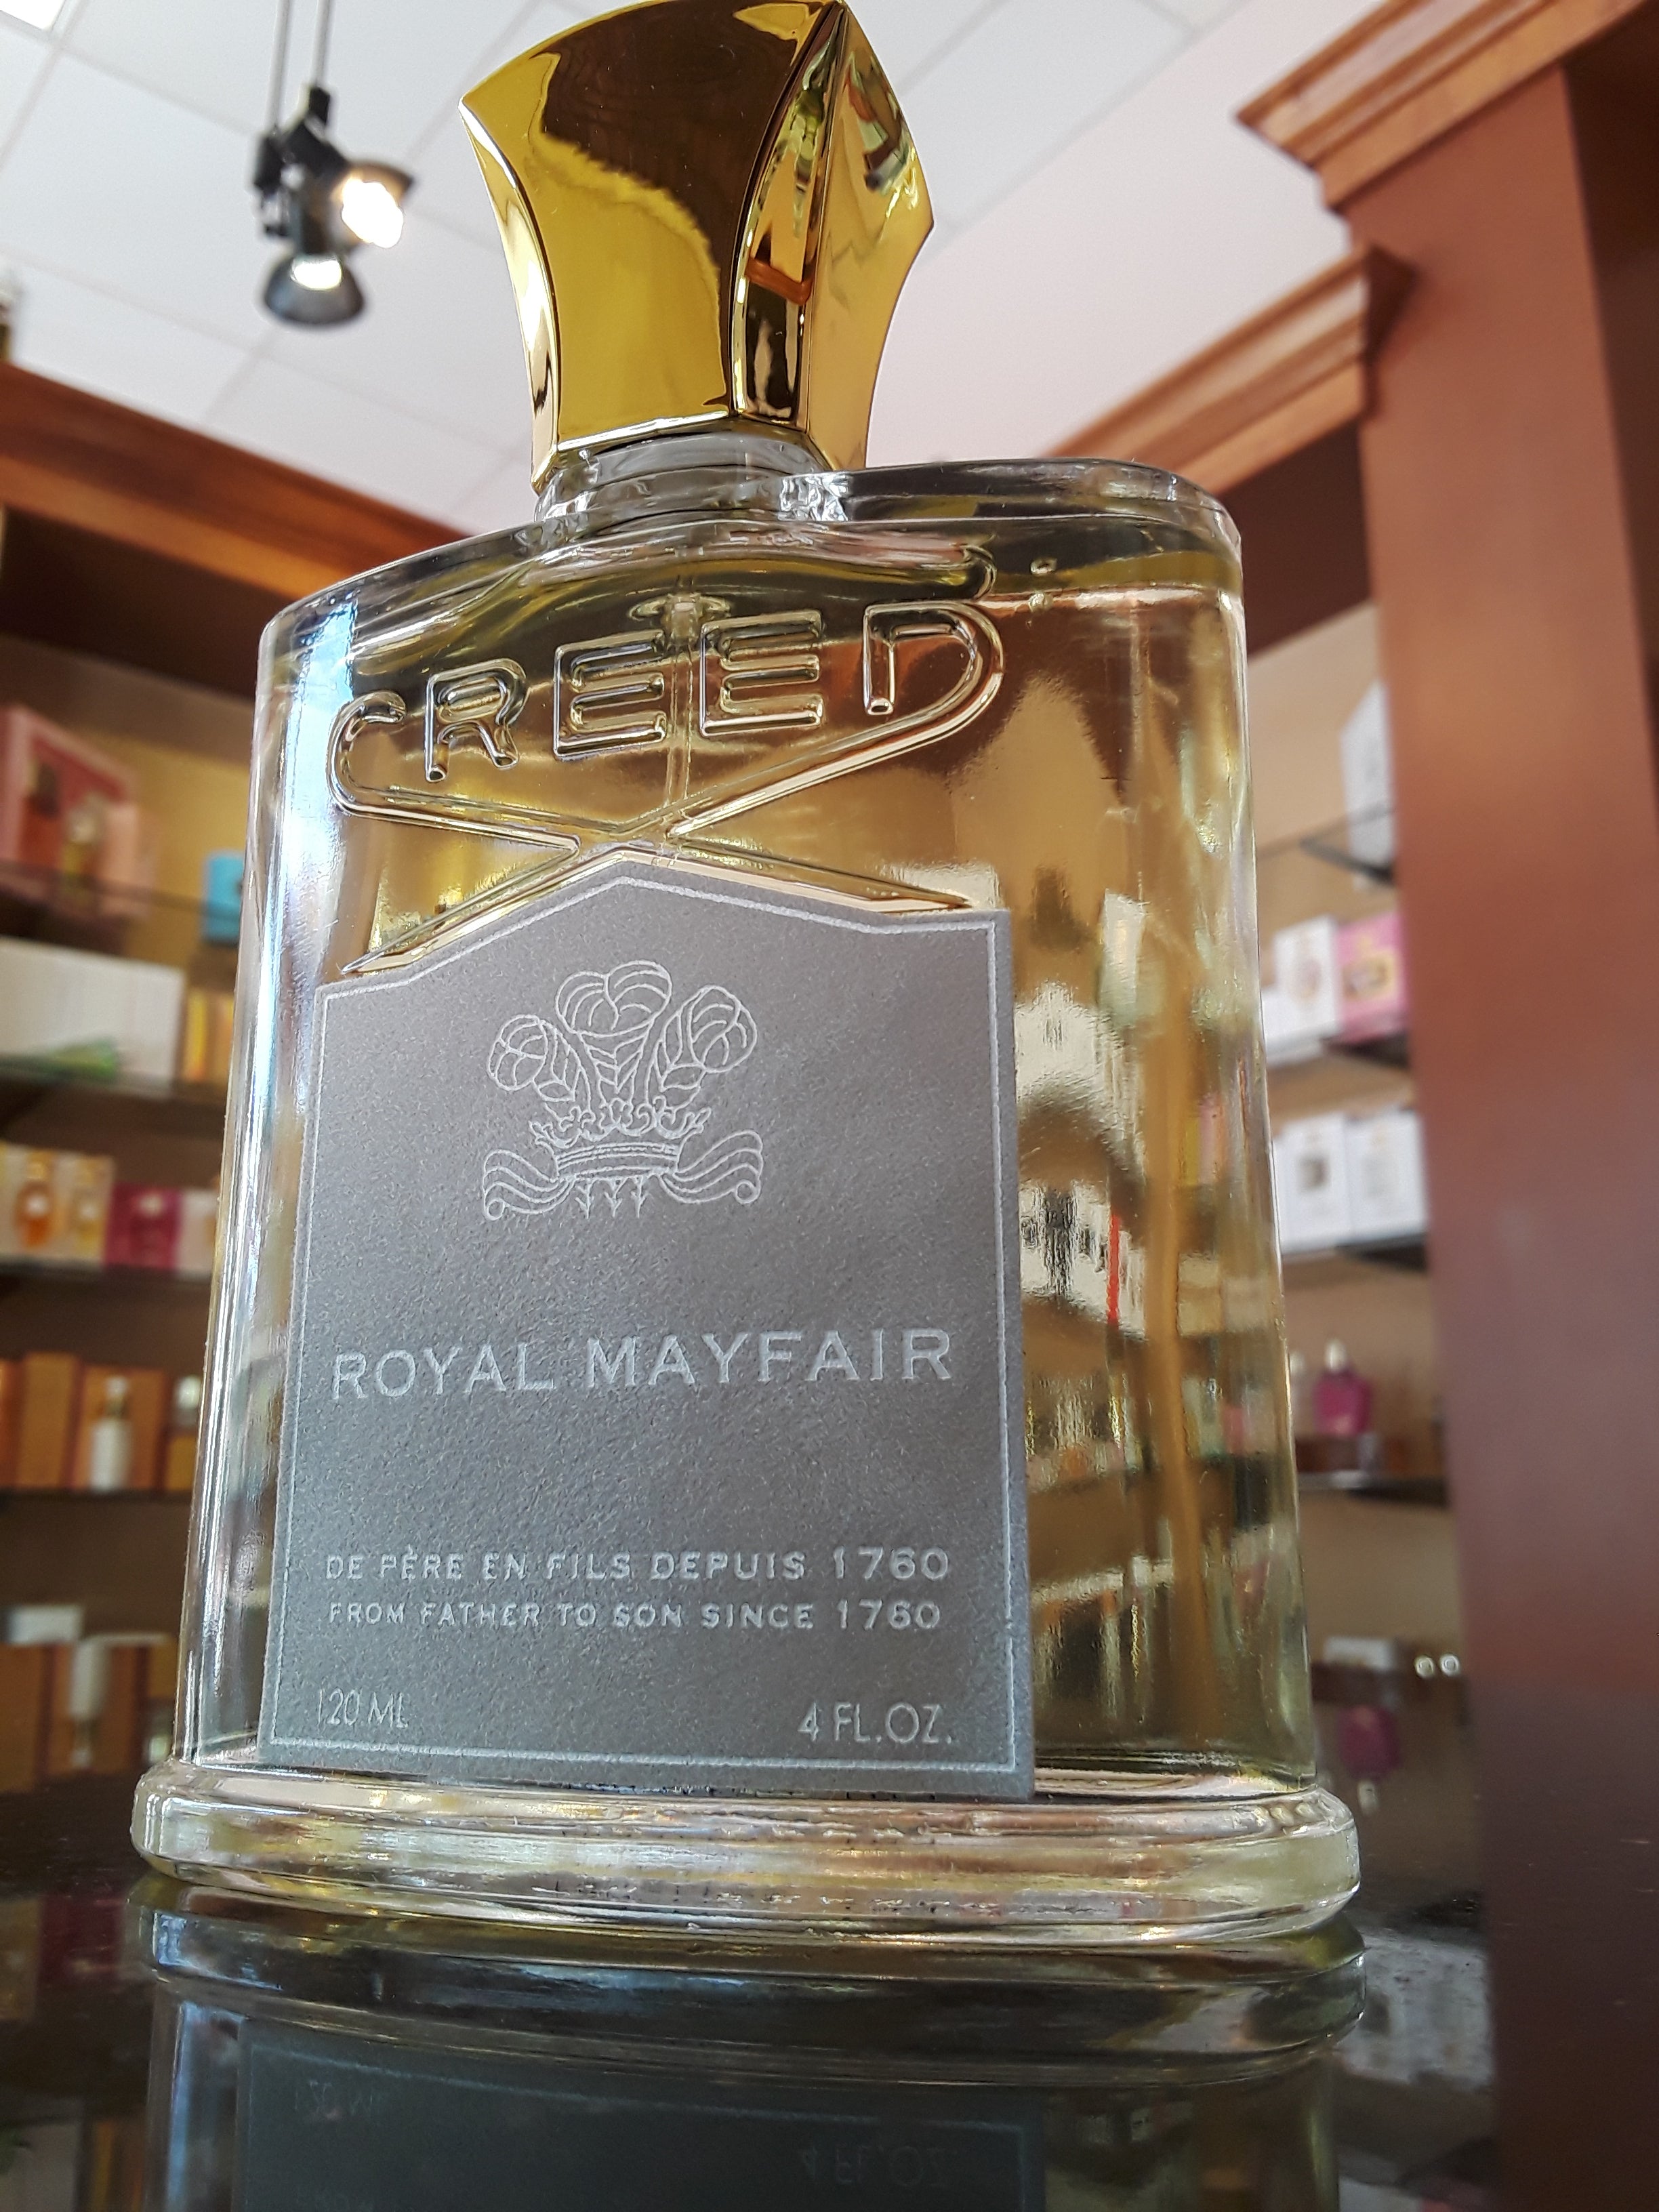 CREED
ROYAL MAYFAIR
DE PÈRE EN FILS DEPUIS 1760
FROM FATHER TO SON SINCE 1760
120 ML 4 FL.OZ.